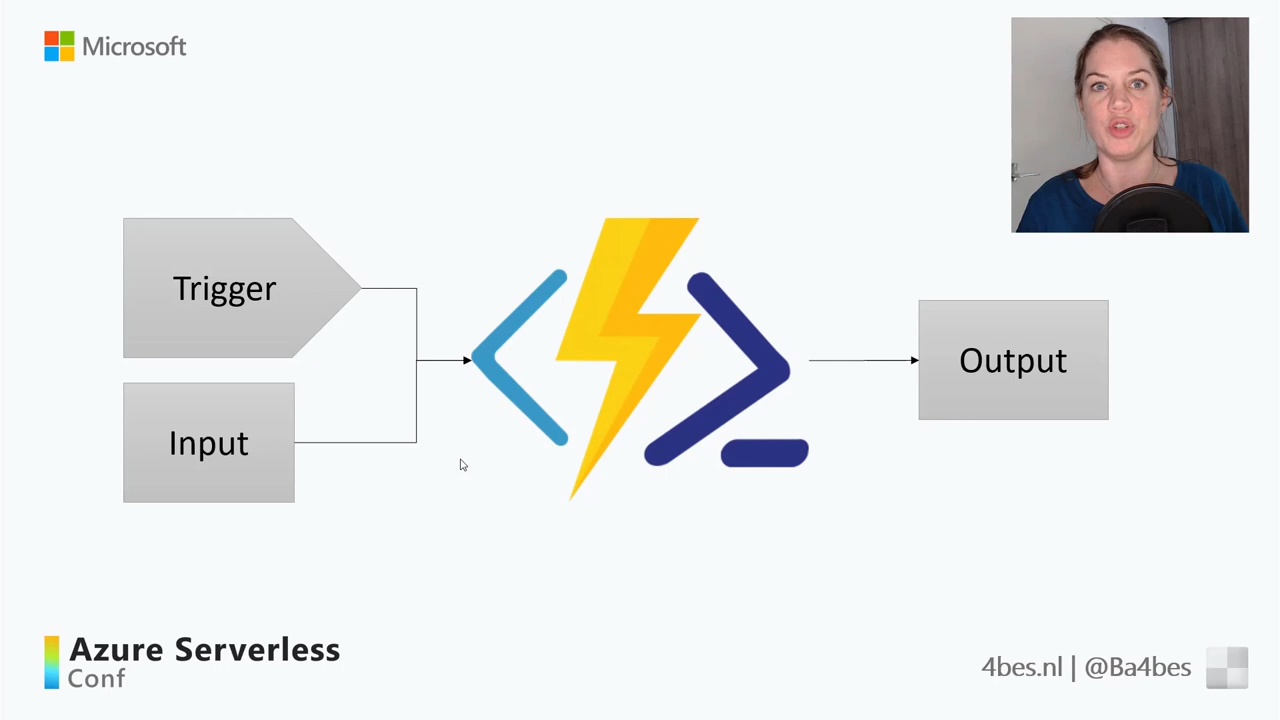 Microsoft
Trigger
Input
Output
Azure Serverless
Conf
4bes.nl | @Ba4bes